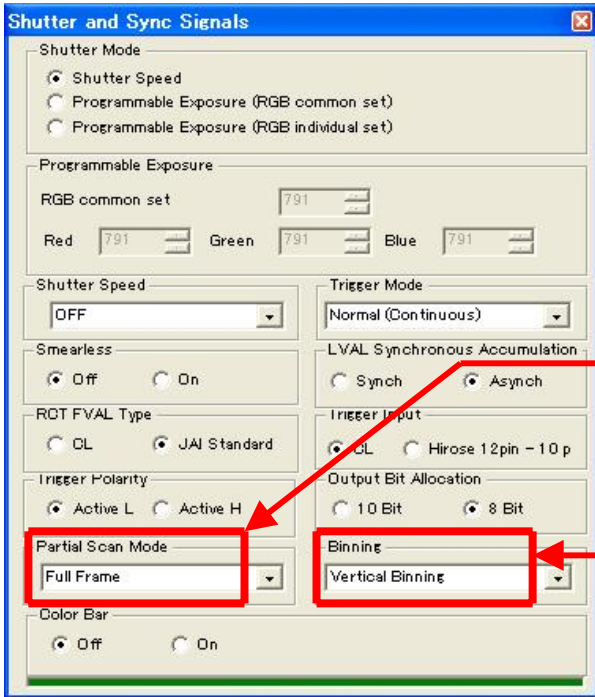 Shutter and Sync Signals
Shutter Mode
Shutter Speed
Programmable Exposure (RGB common set)
Programmable Exposure (RGB individual set)
Programmable Exposure
RGB common set 791
Red 791 Green 791 Blue 791
Shutter Speed Trigger Mode
OFF Normal (Continuous)
Smearless LVAL Synchronous Accumulation
Off On Synch Asynch
RCT FVAL Type Trigger Input
CL JAI Standard CL Hirose 12pin - 10 p
Trigger Polarity Output Bit Allocation
Active L Active H 10 Bit 8 Bit
Partial Scan Mode Binning
Full Frame Vertical Binning
Color Bar
Off On